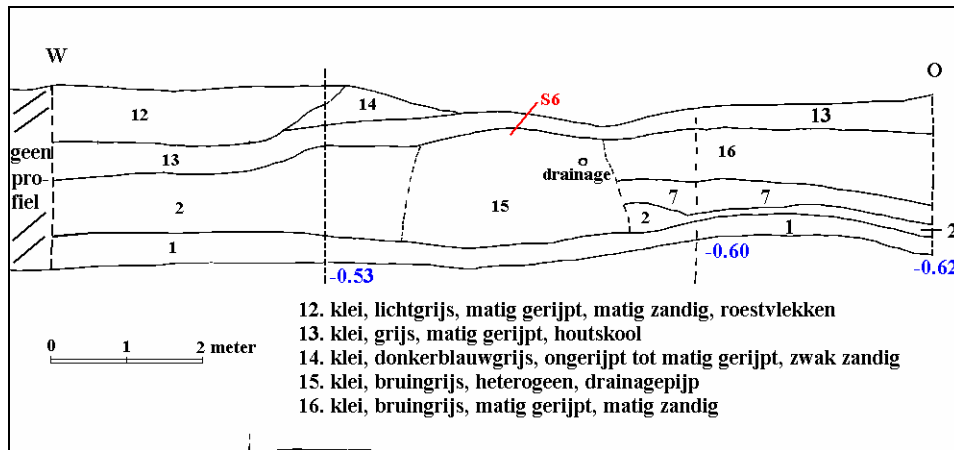 W
O
12
14
S6
13
13
16
geen
pro-
fiel
drainage
2
15
7
7
2
1
1
2
-0.53
-0.60
-0.62
0 1 2 meter
12. klei, lichtgrijs, matig gerijpt, matig zandig, roestvlekken
13. klei, grijs, matig gerijpt, houtskool
14. klei, donkerblauwgrijs, ongerijpt tot matig gerijpt, zwak zandig
15. klei, bruingrijs, heterogeen, drainagepijp
16. klei, bruingrijs, matig gerijpt, matig zandig